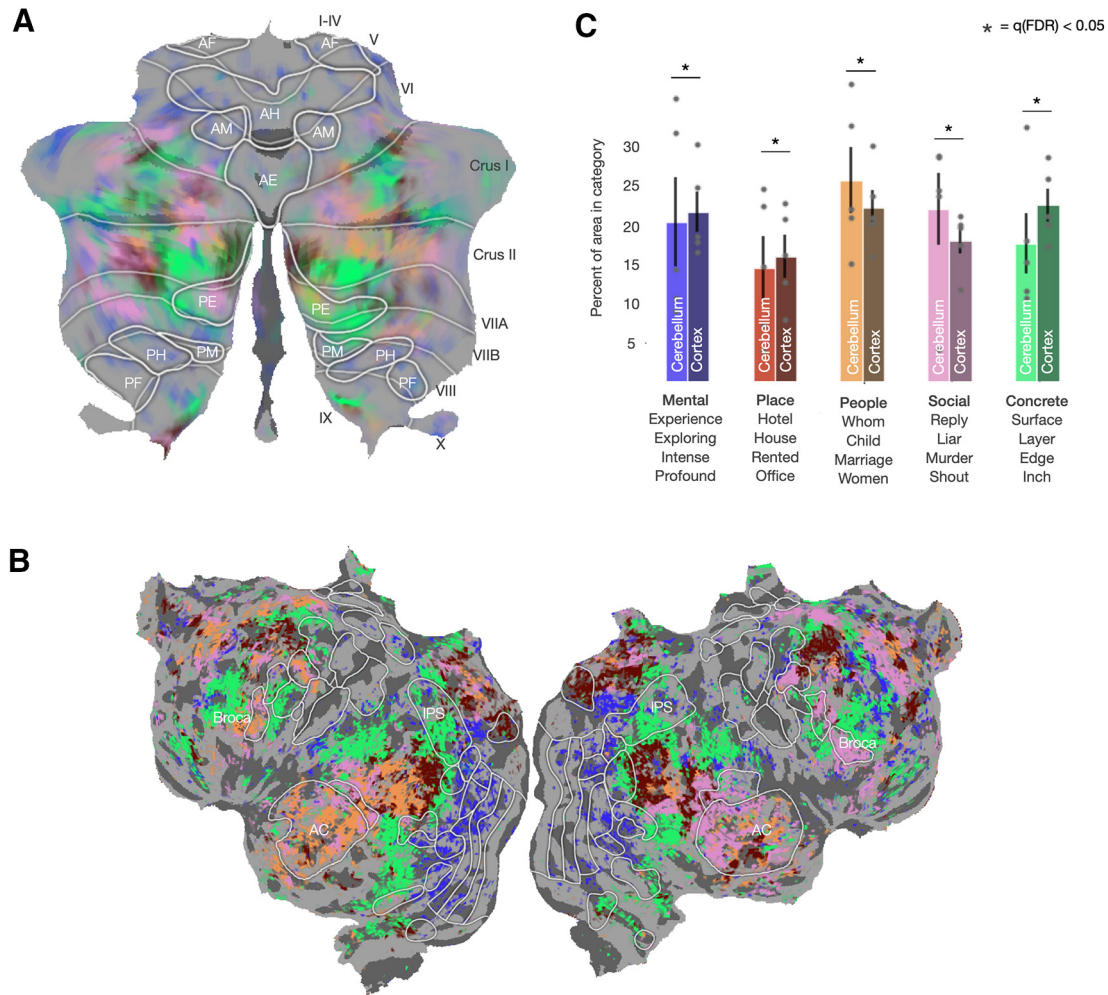 A
I-IV
AF
AF
V
VI
AH
AM
AM
Crus I
AE
Crus II
PE
PE
VIIA
PH
PM
PM
PH
VIIB
PF
PF
VIII
IX
X
C
* = q(FDR) < 0.05
*
*
*
*
*
Percent of area in category
30
25
20
15
10
5
Cerebellum
Cortex
Cerebellum
Cortex
Cerebellum
Cortex
Cerebellum
Cortex
Cerebellum
Cortex
Mental
Experience
Exploring
Intense
Profound
Place
Hotel
House
Rented
Office
People
Whom
Child
Marriage
Women
Social
Reply
Liar
Murder
Shout
Concrete
Surface
Layer
Edge
Inch
B
Broca
IPS
AC
IPS
Broca
AC